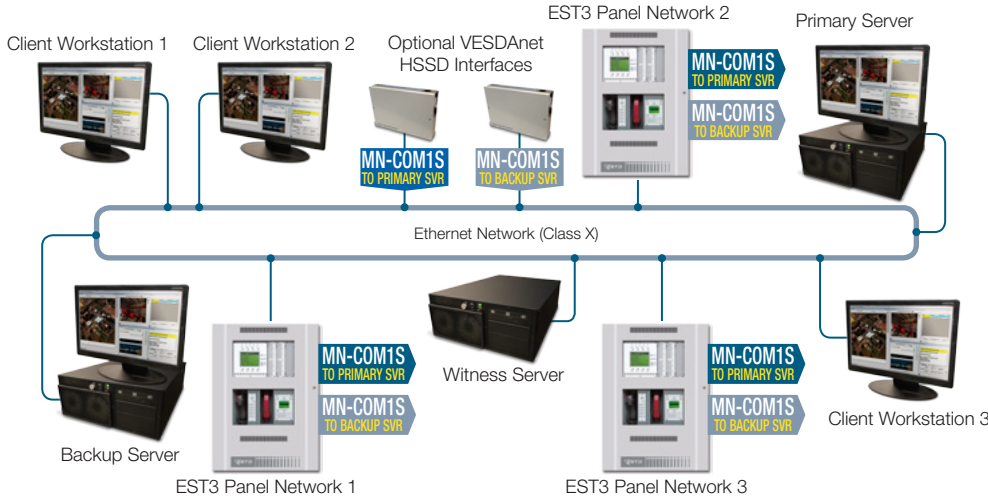 EST3 Panel Network 2
Primary Server
Client Workstation 1
Client Workstation 2
Optional VESDAnet
HSSD Interfaces
MN-COM1S
TO PRIMARY SVR
MN-COM1S
TO BACKUP SVR
MN-COM1S
TO PRIMARY SVR
MN-COM1S
TO BACKUP SVR
Ethernet Network (Class X)
MN-COM1S
TO PRIMARY SVR
MN-COM1S
TO BACKUP SVR
Witness Server
MN-COM1S
TO PRIMARY SVR
MN-COM1S
TO BACKUP SVR
Client Workstation 3
Backup Server
EST3 Panel Network 1
EST3 Panel Network 3